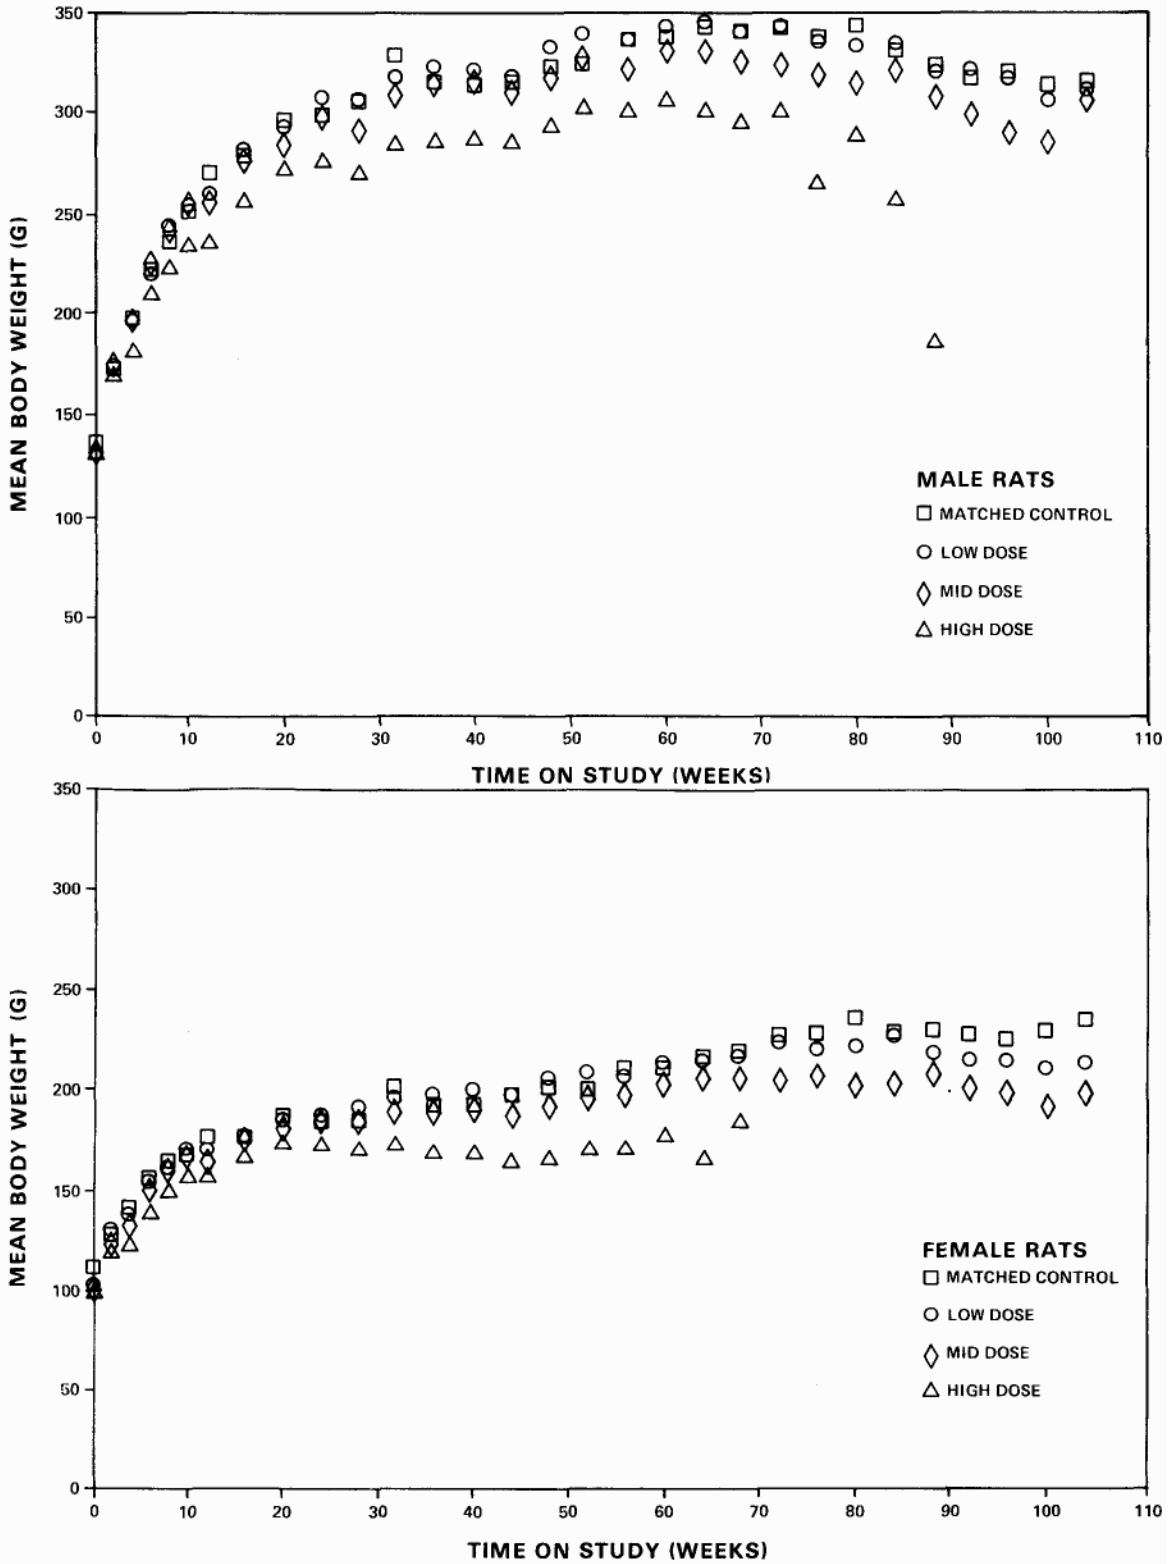 350
300
250
200
150
100
50
0
MEAN BODY WEIGHT (G)
MALE RATS
MATCHED CONTROL
LOW DOSE
MID DOSE
HIGH DOSE
0 10 20 30 40 50 60 70 80 90 100 110
TIME ON STUDY (WEEKS)
350
300
250
200
150
100
50
0
MEAN BODY WEIGHT (G)
FEMALE RATS
MATCHED CONTROL
LOW DOSE
MID DOSE
HIGH DOSE
0 10 20 30 40 50 60 70 80 90 100 110
TIME ON STUDY (WEEKS)